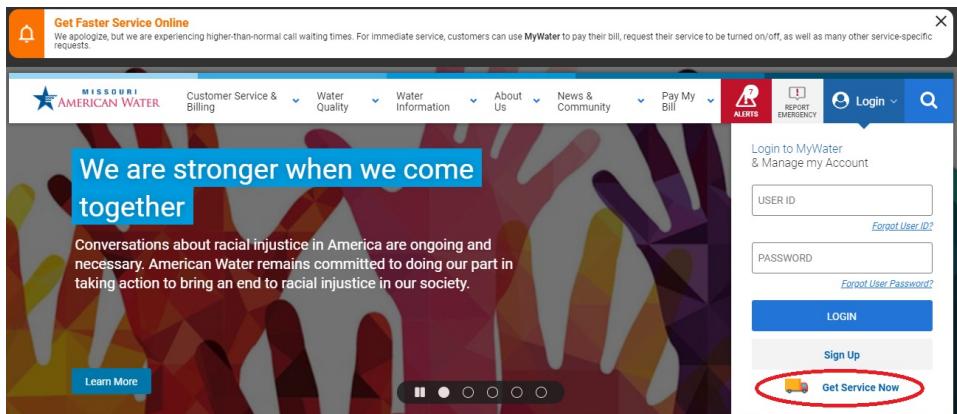 Get Faster Service Online
We apologize, but we are experiencing higher-than-normal call waiting times. For immediate service, customers can use MyWater to pay their bill, request their service to be turned on/off, as well as many other service-specific
requests.
MISSOURI
AMERICAN WATER
Customer Service &
Billing
Water
Quality
Water
Information
About
Us
News &
Community
Pay My
Bill
7
ALERTS
REPORT
EMERGENCY
Login
We are stronger when we come
together
Conversations about racial injustice in America are ongoing and
necessary. American Water remains committed to doing our part in
taking action to bring an end to racial injustice in our society.
Learn More
Login to MyWater
& Manage my Account
USER ID
Forgot User ID?
PASSWORD
Forgot User Password?
LOGIN
Sign Up
Get Service Now